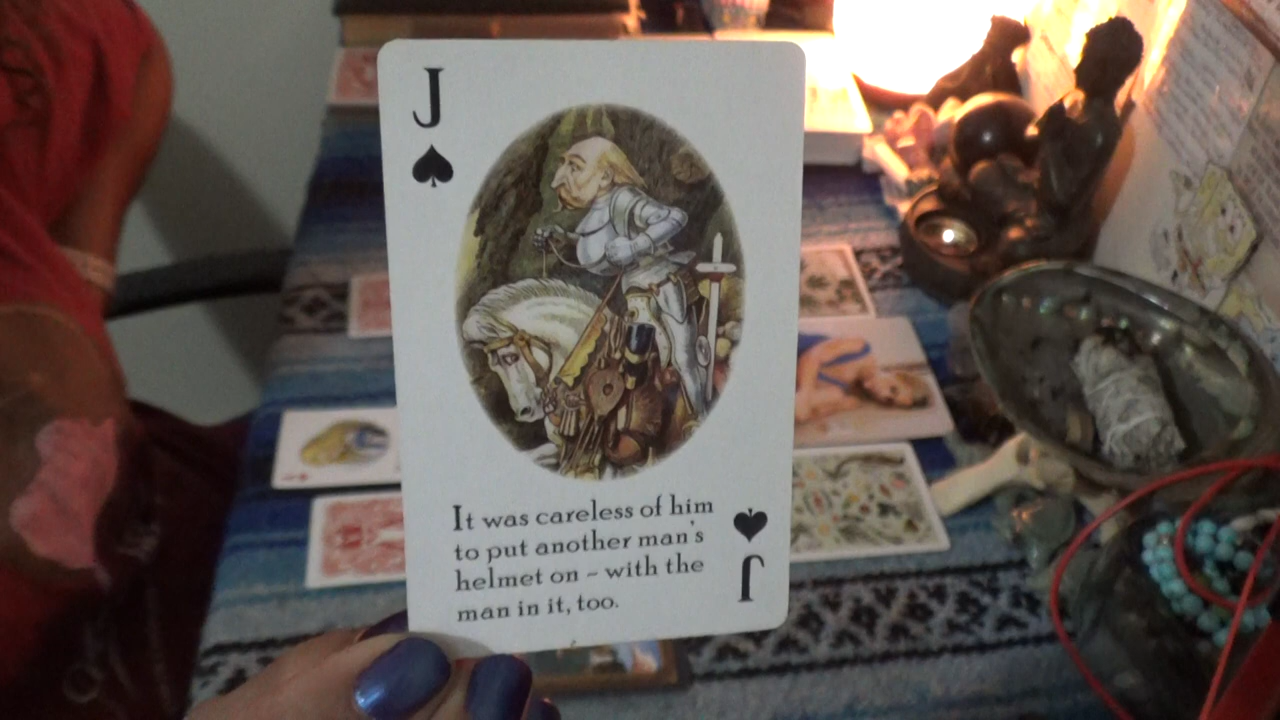 J
It was careless of him
to put another man's
helmet on - with the
man in it, too.
J